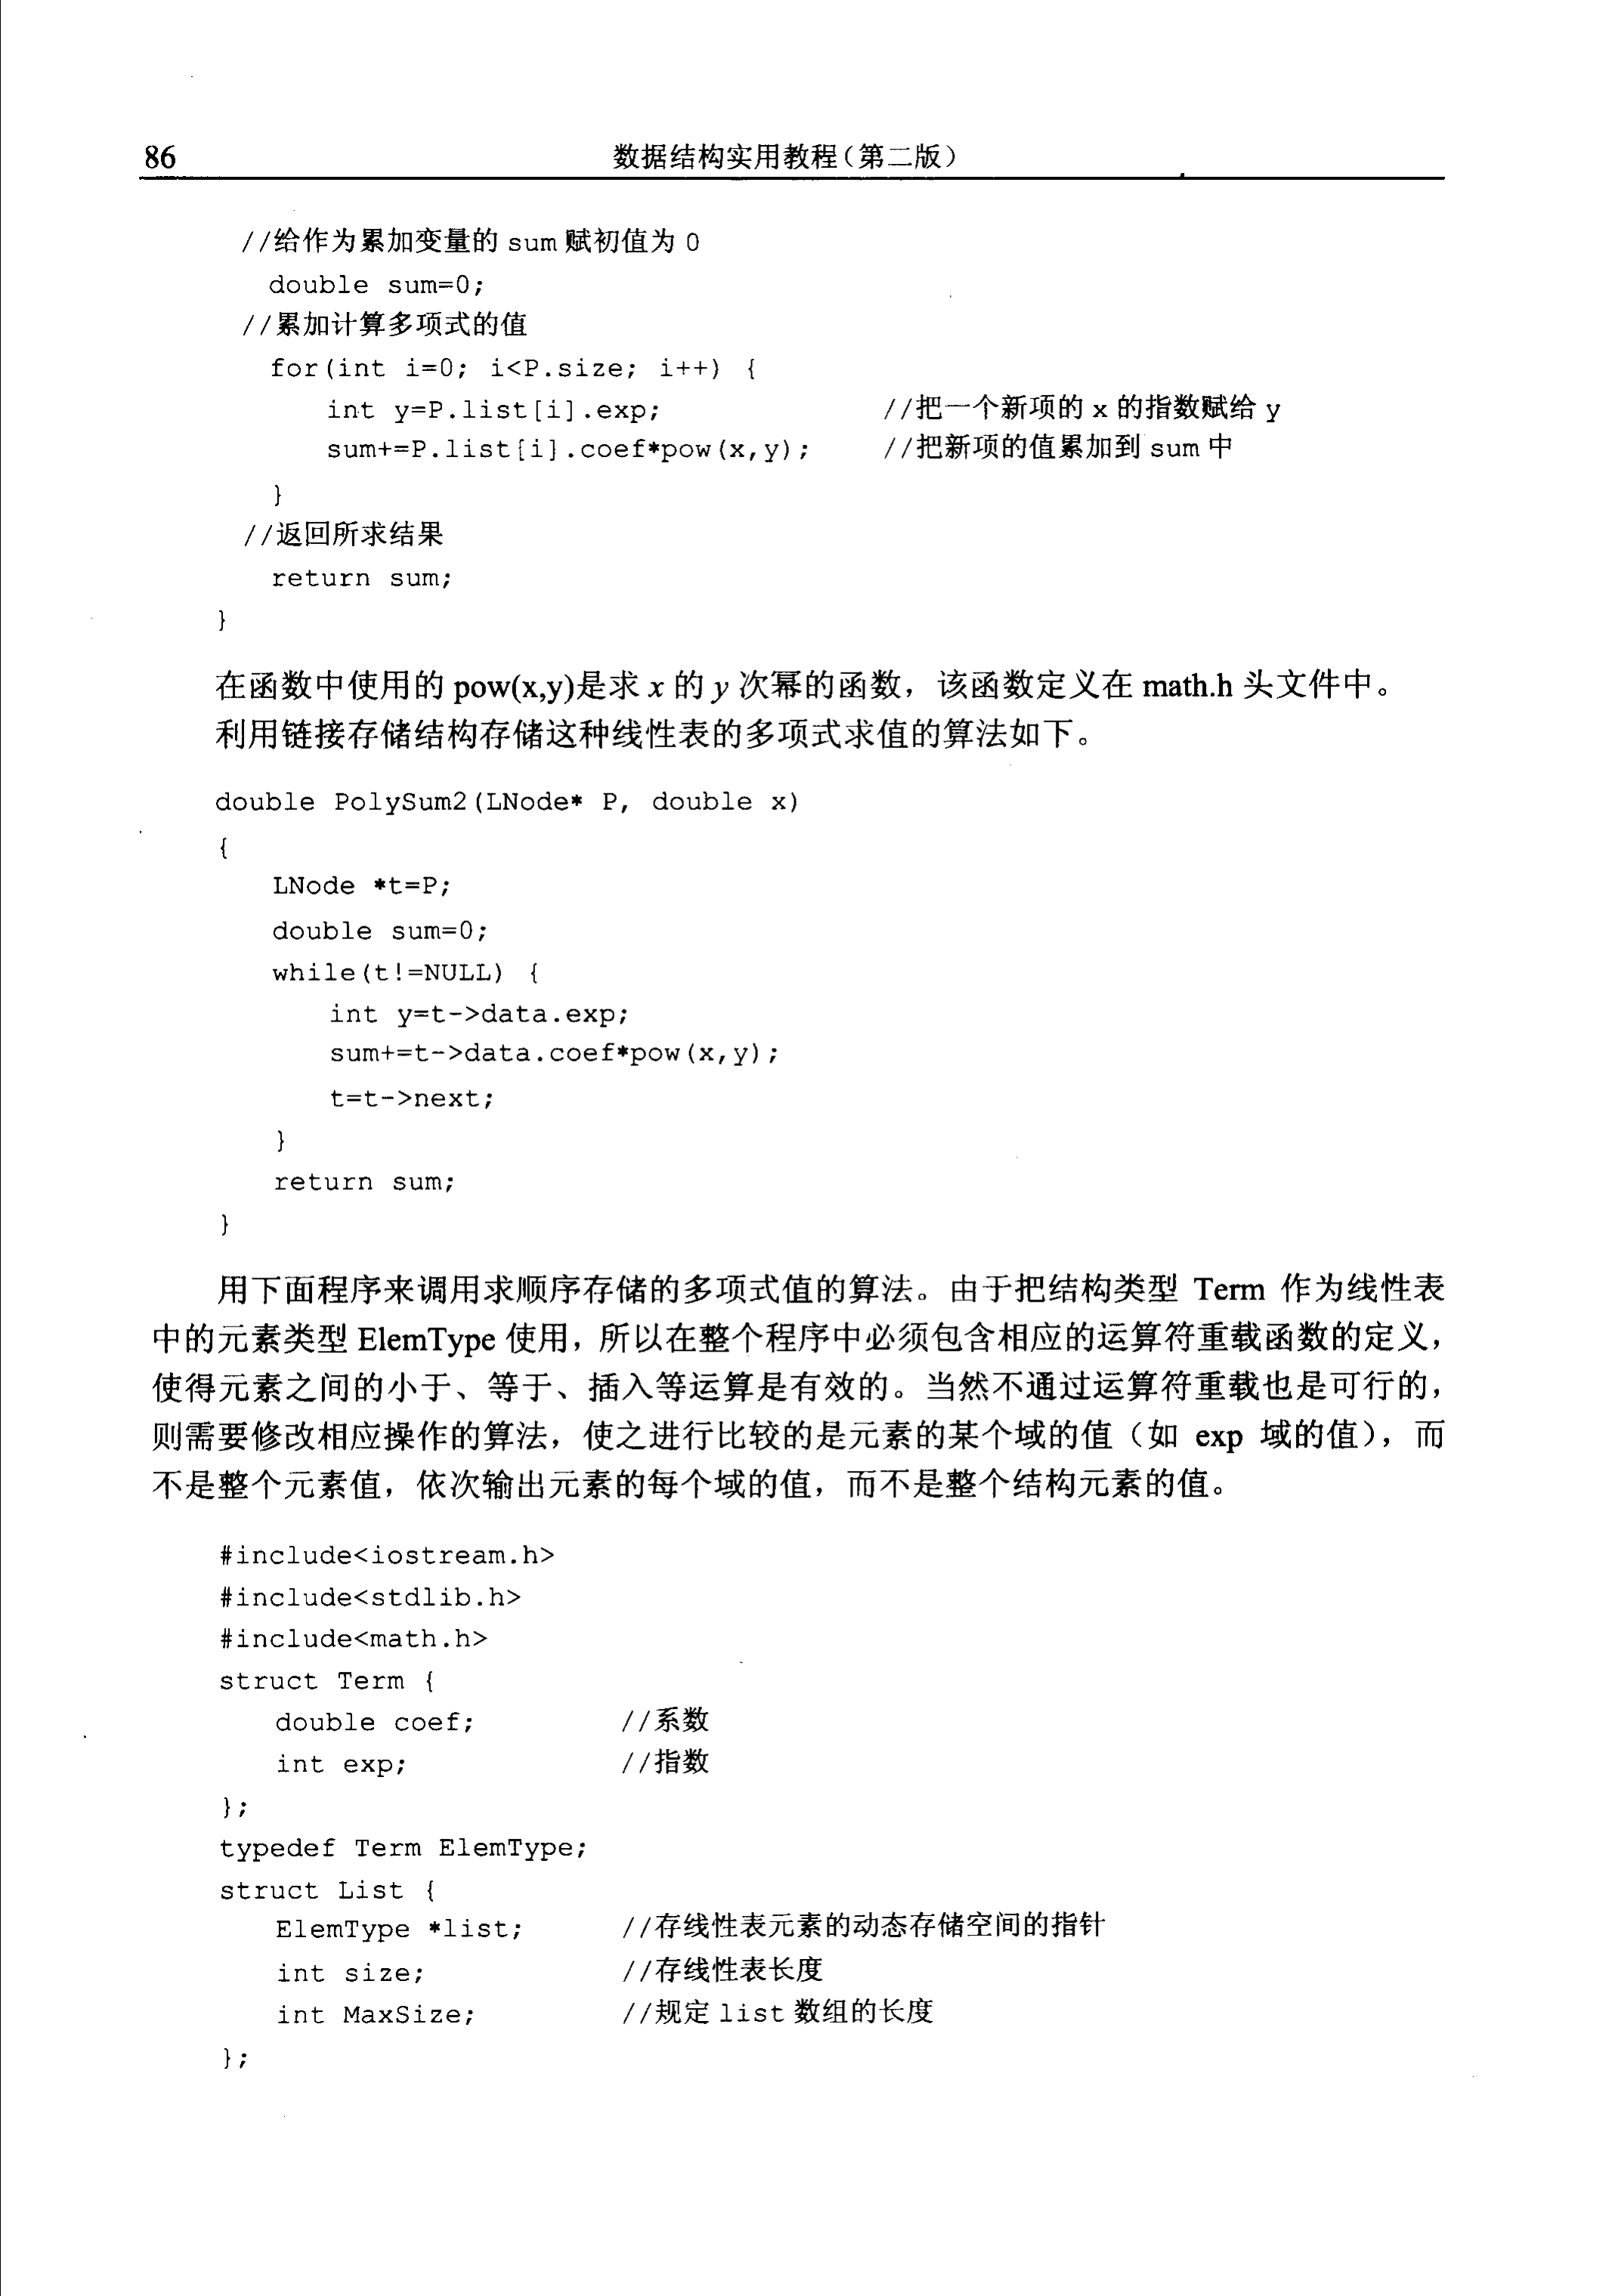 86
数据结构实用教程(第二版)
//给作为累加变量的 sum 赋初值为 0
double sum=0;
//累加计算多项式的值
for(int i=0; i<P.size; i++) {
int y=P.list[i].exp; //把一个新项的 x 的指数赋给 y
sum+=P.list[i].coef*pow(x,y); //把新项的值累加到 sum 中
}
//返回所求结果
return sum;
}
在函数中使用的 pow(x,y)是求 x 的 y 次幂的函数，该函数定义在 math.h 头文件中。
利用链接存储结构存储这种线性表的多项式求值的算法如下。
double PolySum2(LNode* P, double x)
{
LNode *t=P;
double sum=0;
while(t!=NULL) {
int y=t->data.exp;
sum+=t->data.coef*pow(x,y);
t=t->next;
}
return sum;
}
用下面程序来调用求顺序存储的多项式值的算法。由于把结构类型 Term 作为线性表
中的元素类型 ElemType 使用，所以在整个程序中必须包含相应的运算符重载函数的定义，
使得元素之间的小于、等于、插入等运算是有效的。当然不通过运算符重载也是可行的，
则需要修改相应操作的算法，使之进行比较的是元素的某个域的值（如 exp 域的值），而
不是整个元素值，依次输出元素的每个域的值，而不是整个结构元素的值。
#include<iostream.h>
#include<stdlib.h>
#include<math.h>
struct Term {
double coef; //系数
int exp; //指数
};
typedef Term ElemType;
struct List {
ElemType *list; //存线性表元素的动态存储空间的指针
int size; //存线性表长度
int MaxSize; //规定 list 数组的长度
};